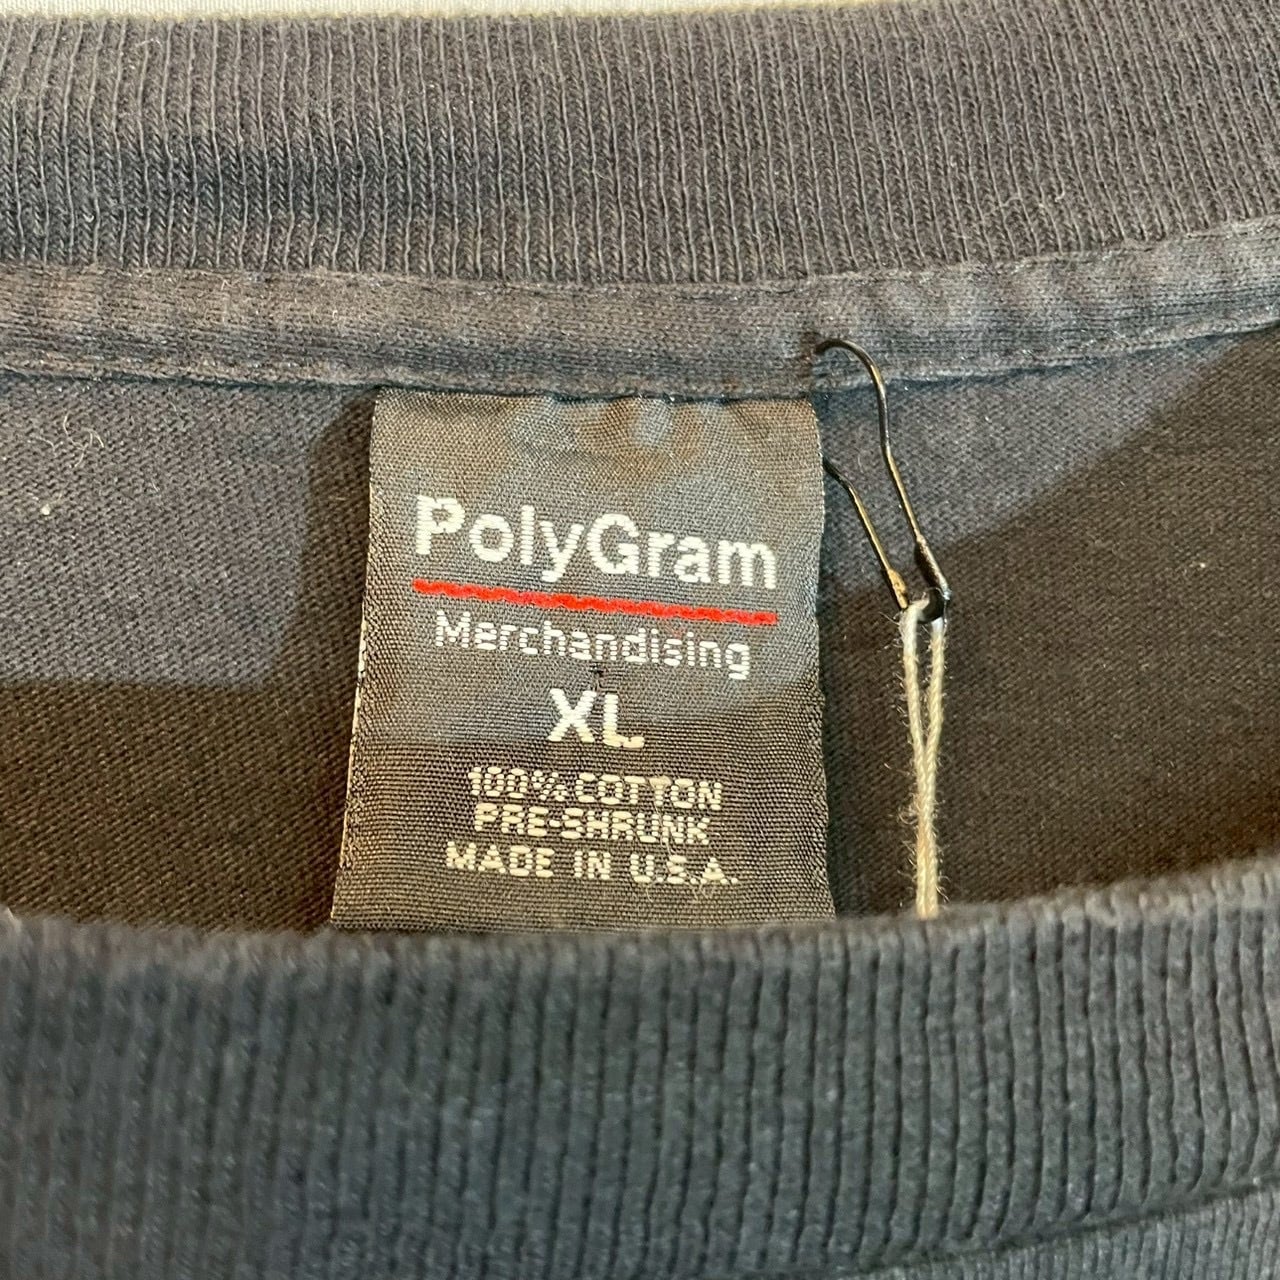 PolyGram
Merchandising
XL
100% COTTON
PRE-SHRUNK
MADE IN U.S.A.